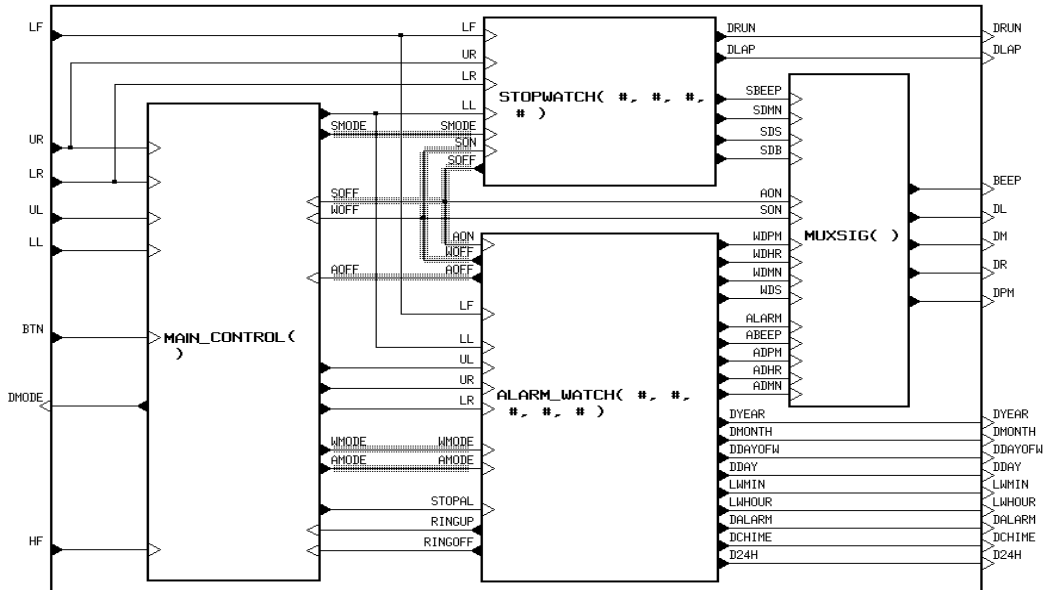 LF
UR
LR
UL
LL
BTN
DMODE
HF
MAIN_CONTROL(
)
SMODE
SOFF
WOFF
AOFF
WMODE
AMODE
LF
UR
LR
LL
SMODE
SON
SOFF
STOPWATCH( #, #, #,
# )
DRUN
DLAP
SBEEP
SDMN
SDS
SDB
AON
WOFF
AOFF
LF
LL
UL
UR
LR
WMODE
AMODE
STOPAL
RINGUP
RINGOFF
ALARM_WATCH( #, #,
#, #, # )
AON
SON
WDPM
WDHR
WDMN
WDS
ALARM
ABEEP
ADPM
ADHR
ADMN
MUXSIG( )
DYEAR
DMONTH
DDAYOFW
DDAY
LWMIN
LWHOUR
DALARM
DCHIME
D24H
DRUN
DLAP
BEEP
DL
DM
DR
DPM
DYEAR
DMONTH
DDAYOFW
DDAY
LWMIN
LWHOUR
DALARM
DCHIME
D24H